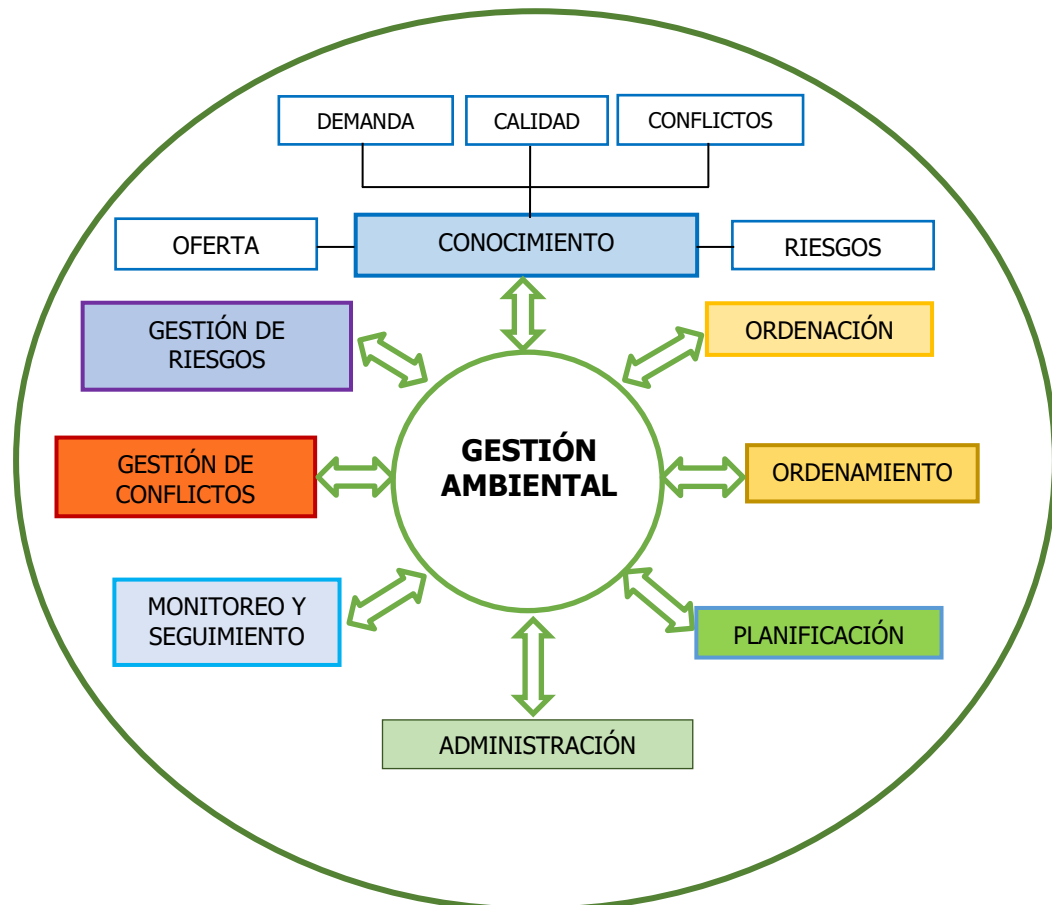 DEMANDA
CALIDAD
CONFLICTOS
OFERTA
CONOCIMIENTO
RIESGOS
GESTIÓN DE
RIESGOS
ORDENACIÓN
GESTIÓN
AMBIENTAL
GESTIÓN DE
CONFLICTOS
ORDENAMIENTO
MONITOREO Y
SEGUIMIENTO
PLANIFICACIÓN
ADMINISTRACIÓN